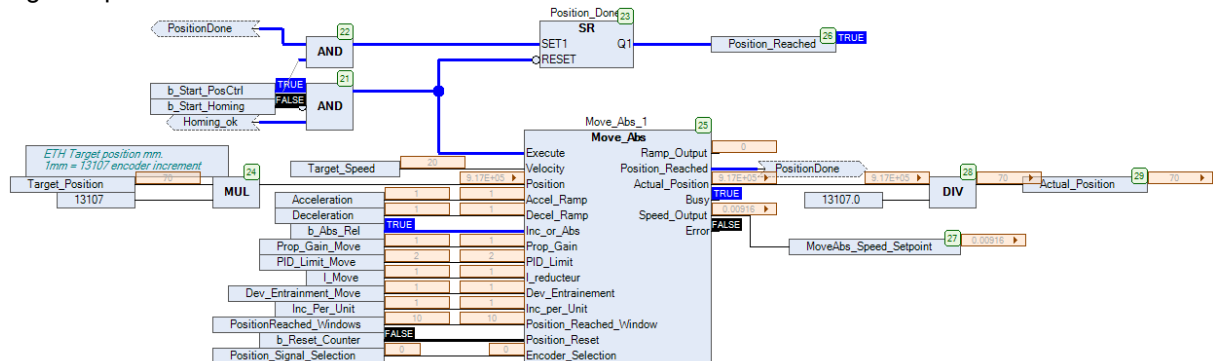 Position_Done 23
PositionDone
22
AND
SR
SET1 Q1
RESET
Position_Reached 26 TRUE
21
b_Start_PosCtrl TRUE
b_Start_Homing FALSE
AND
Homing_ok
Move_Abs_1 25
Move_Abs
ETH Target position mm.
1mm = 13107 encoder increment
24
Target_Position 70
13107
MUL
Execute Ramp_Output 0
Target_Speed 20 Velocity Position_Reached PositionDone
9.17E+05 Position Actual_Position 9.17E+05 9.17E+05
28
DIV
13107.0
70 Actual_Position 29 70
Acceleration 1 1 Accel_Ramp Busy TRUE
Deceleration 1 1 Decel_Ramp Speed_Output 0.00916
b_Abs_Rel TRUE Inc_or_Abs Error FALSE
Prop_Gain_Move 1 1 Prop_Gain
MoveAbs_Speed_Setpoint 27 0.00916
PID_Limit_Move 2 2 PID_Limit
I_Move 1 1 I_reducteur
Dev_Entrainment_Move 1 1 Dev_Entrainement
Inc_Per_Unit 1 1 Inc_per_Unit
PositionReached_Windows 10 10 Position_Reached_Window
b_Reset_Counter FALSE Position_Reset
Position_Signal_Selection 0 0 Encoder_Selection